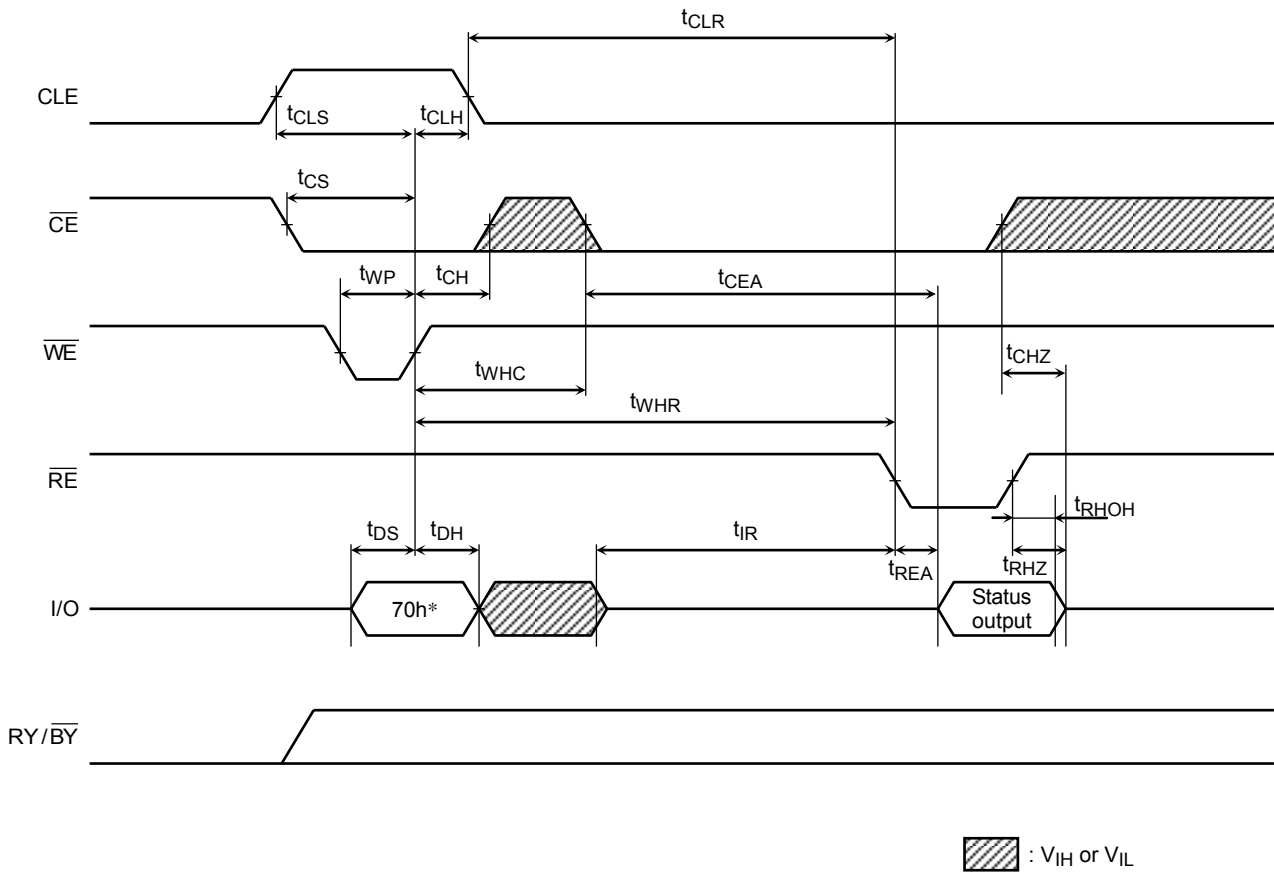 tCLR
CLE
tCLS
tCLH
tCS
CE
tWP
tCH
tCEA
WE
tCHZ
tWHC
tWHR
RE
tRHOH
tDS
tDH
tIR
tREA
tRHZ
I/O
70h*
Status
output
RY/BY
: VIH or VIL